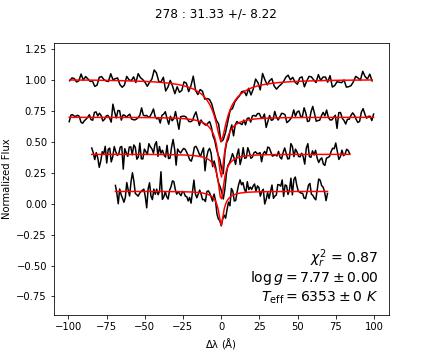 278 : 31.33 +/- 8.22
1.25
1.00
0.75
0.50
0.25
0.00
−0.25
−0.50
−0.75
Normalized Flux
χ²ᵣ = 0.87
log g = 7.77 ± 0.00
T_eff = 6353 ± 0 K
−100 −75 −50 −25 0 25 50 75 100
Δλ (Å)